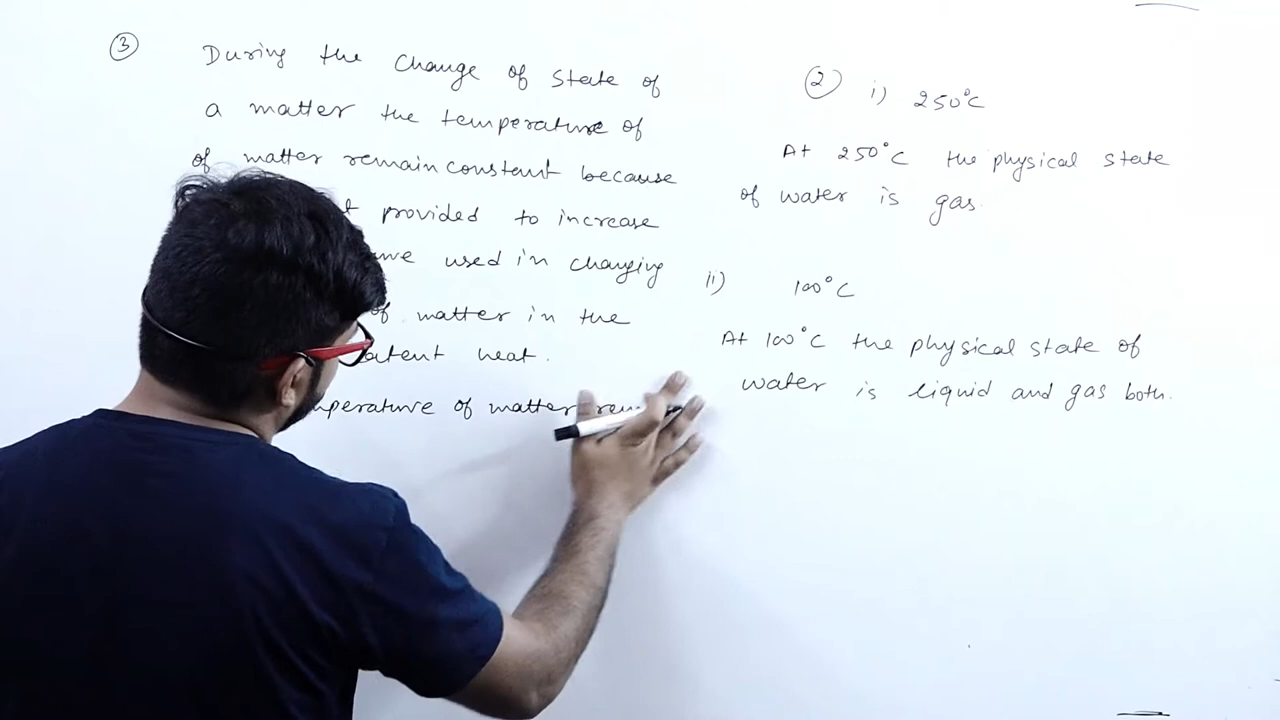 ③ During the change of state of
a matter the temperature of
of matter remain constant because
provided to increase
used in changing
of matter in the
heat.
of matter
② i) 250°C
At 250°C the physical state
of water is gas.
ii) 100°C
At 100°C the physical state of
water is liquid and gas both.